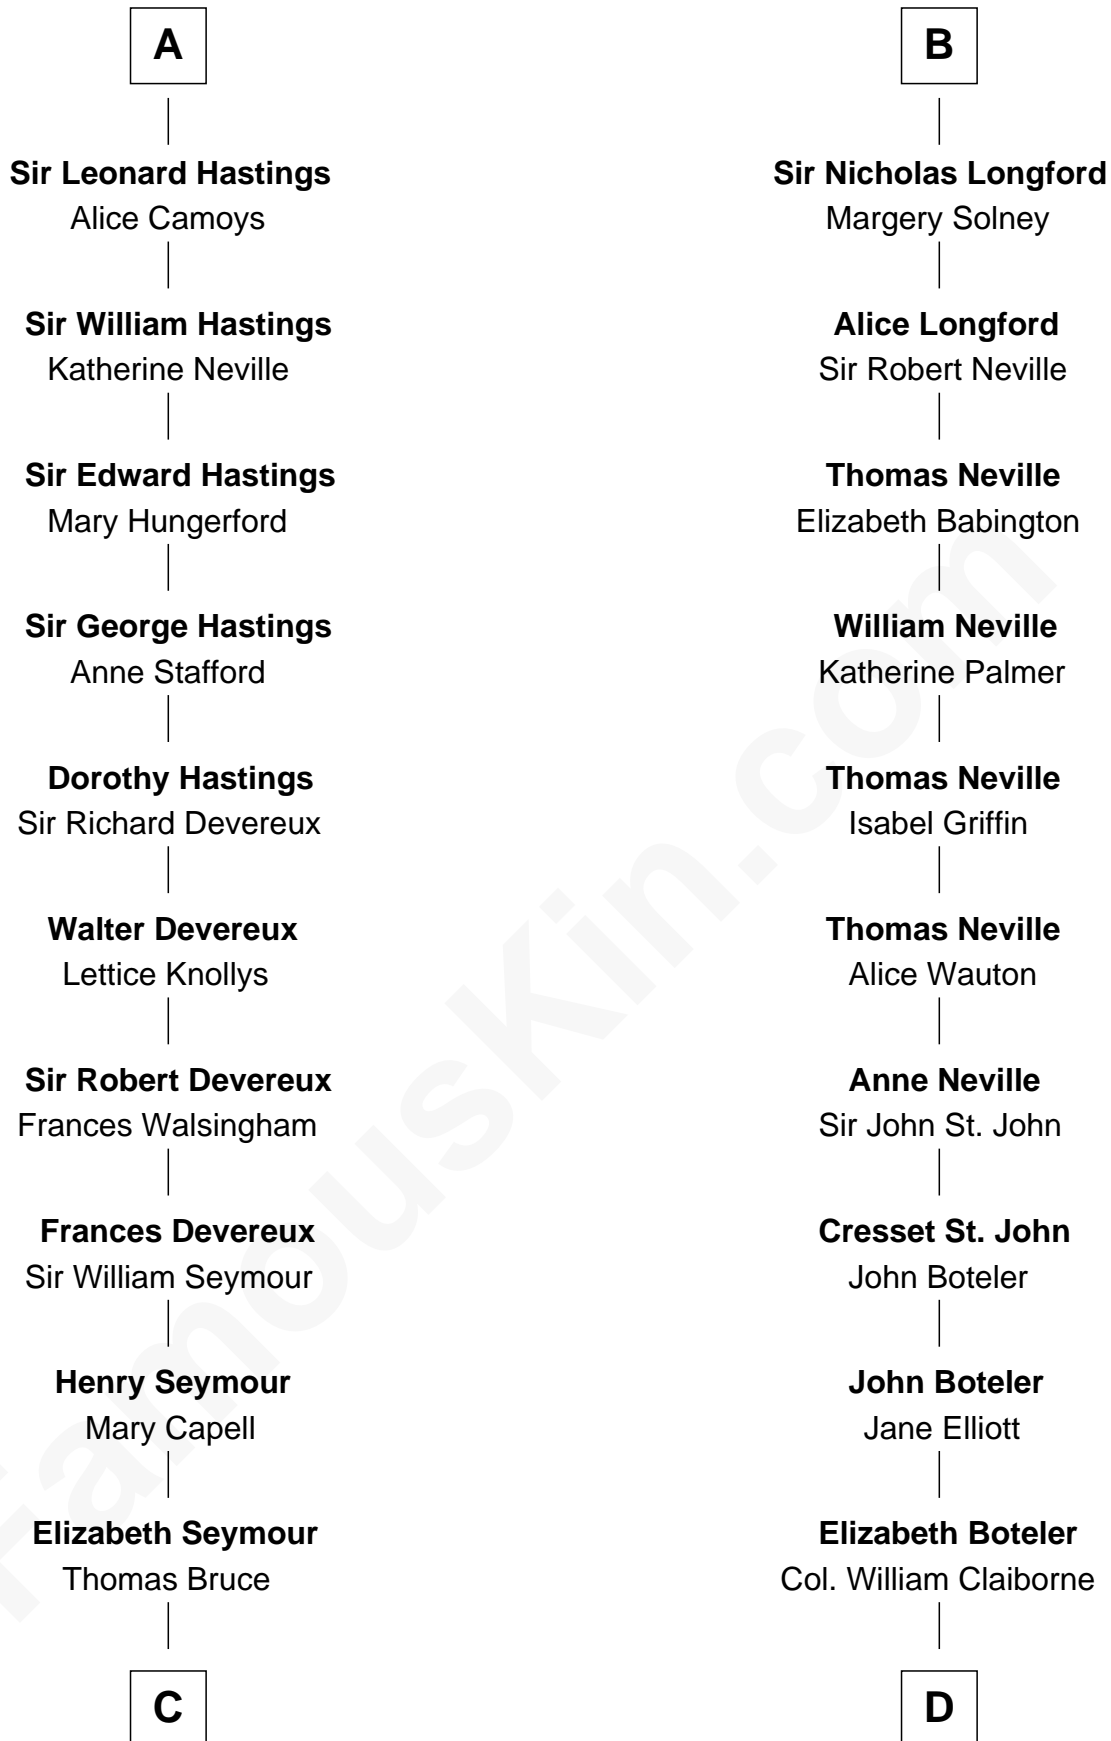 A
Sir Leonard Hastings
Alice Camoys
Sir William Hastings
Katherine Neville
Sir Edward Hastings
Mary Hungerford
Sir George Hastings
Anne Stafford
Dorothy Hastings
Sir Richard Devereux
Walter Devereux
Lettice Knollys
Sir Robert Devereux
Frances Walsingham
Frances Devereux
Sir William Seymour
Henry Seymour
Mary Capell
Elizabeth Seymour
Thomas Bruce
C
B
Sir Nicholas Longford
Margery Solney
Alice Longford
Sir Robert Neville
Thomas Neville
Elizabeth Babington
William Neville
Katherine Palmer
Thomas Neville
Isabel Griffin
Thomas Neville
Alice Wauton
Anne Neville
Sir John St. John
Cresset St. John
John Boteler
John Boteler
Jane Elliott
Elizabeth Boteler
Col. William Claiborne
D
FamousKin.com